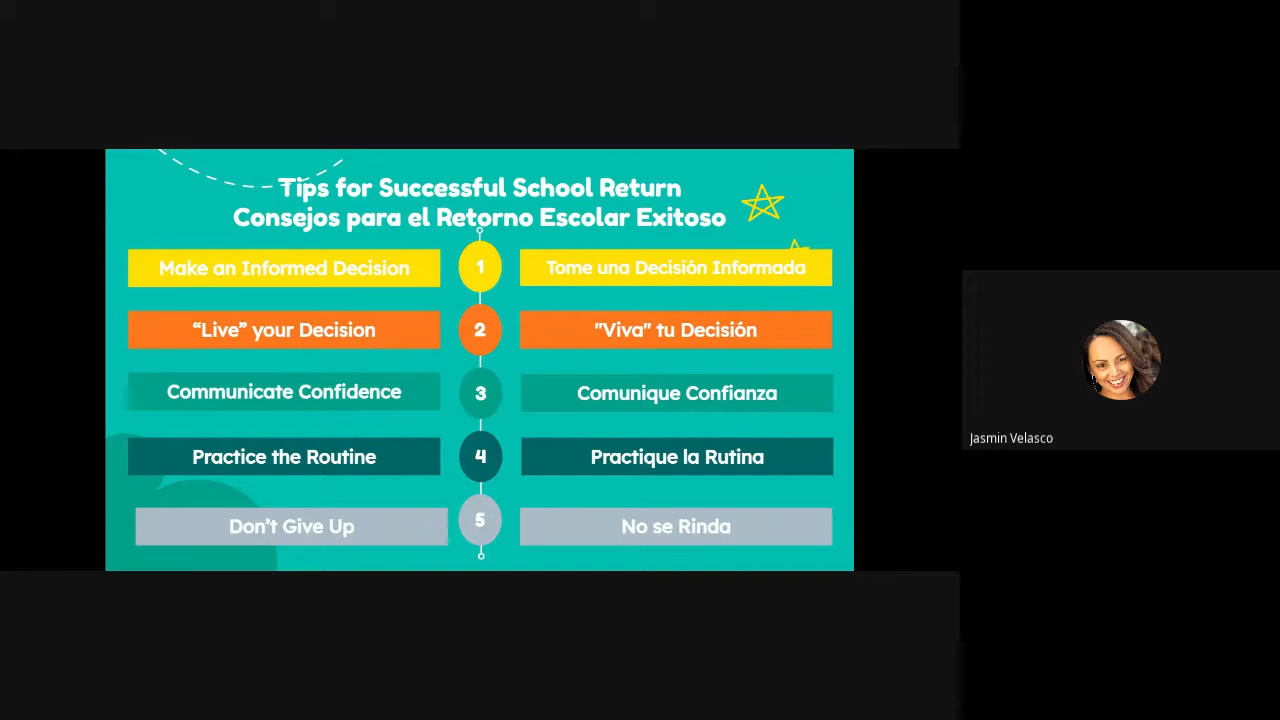 Tips for Successful School Return
Consejos para el Retorno Escolar Exitoso
Make an Informed Decision
1
Tome una Decisión Informada
“Live” your Decision
2
"Viva" tu Decisión
Communicate Confidence
3
Comunique Confianza
Practice the Routine
4
Practique la Rutina
Don’t Give Up
5
No se Rinda
Jasmin Velasco